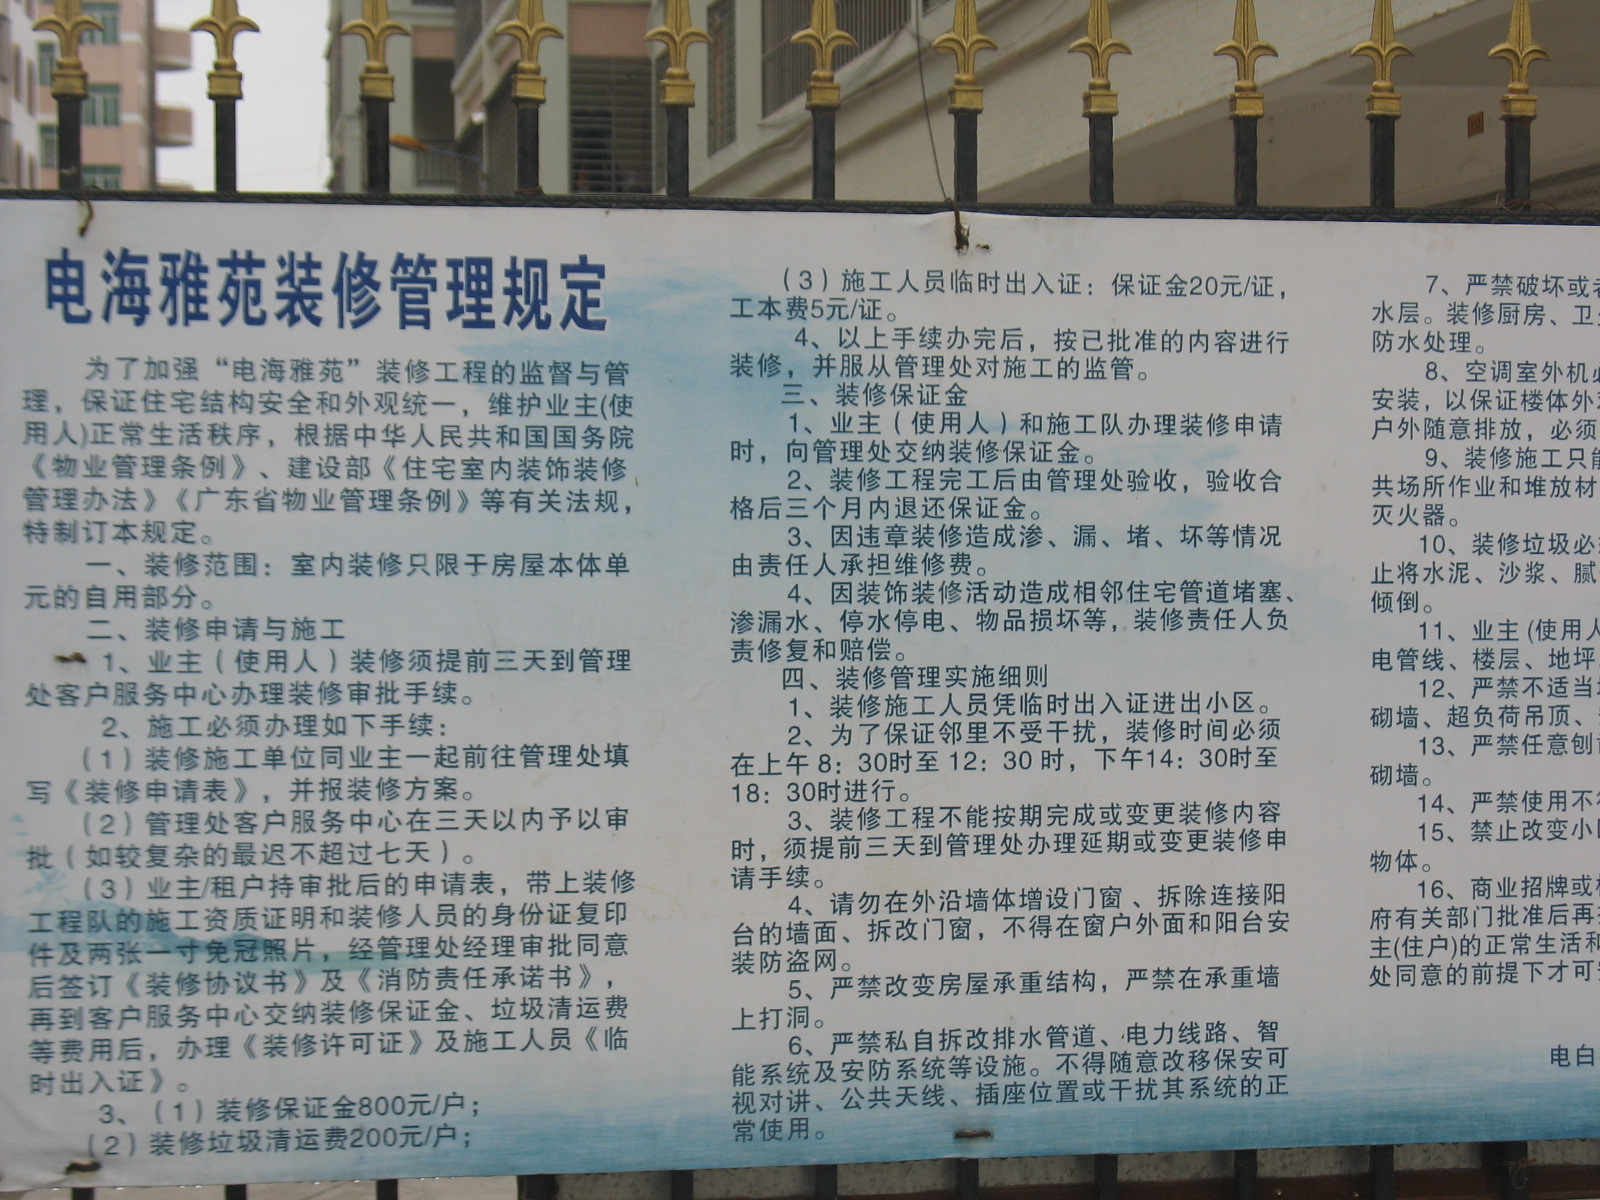 电海雅苑装修管理规定
为了加强“电海雅苑”装修工程的监督与管
理，保证住宅结构安全和外观统一，维护业主(使
用人)正常生活秩序，根据中华人民共和国国务院
《物业管理条例》、建设部《住宅室内装饰装修
管理办法》《广东省物业管理条例》等有关法规，
特制订本规定。
一、装修范围：室内装修只限于房屋本体单
元的自用部分。
二、装修申请与施工
1、业主（使用人）装修须提前三天到管理
处客户服务中心办理装修审批手续。
2、施工必须办理如下手续：
（1）装修施工单位同业主一起前往管理处填
写《装修申请表》，并报装修方案。
（2）管理处客户服务中心在三天以内予以审
批（如较复杂的最迟不超过七天）。
（3）业主/租户持审批后的申请表，带上装修
工程队的施工资质证明和装修人员的身份证复印
件及两张一寸免冠照片，经管理处经理审批同意
后签订《装修协议书》及《消防责任承诺书》，
再到客户服务中心交纳装修保证金、垃圾清运费
等费用后，办理《装修许可证》及施工人员《临
时出入证》。
3、（1）装修保证金800元/户；
（2）装修垃圾清运费200元/户；
（3）施工人员临时出入证：保证金20元/证，
工本费5元/证。
4、以上手续办完后，按已批准的内容进行
装修，并服从管理处对施工的监管。
三、装修保证金
1、业主（使用人）和施工队办理装修申请
时，向管理处交纳装修保证金。
2、装修工程完工后由管理处验收，验收合
格后三个月内退还保证金。
3、因违章装修造成渗、漏、堵、坏等情况
由责任人承担维修费。
4、因装饰装修活动造成相邻住宅管道堵塞、
渗漏水、停水停电、物品损坏等，装修责任人负
责修复和赔偿。
四、装修管理实施细则
1、装修施工人员凭临时出入证进出小区。
2、为了保证邻里不受干扰，装修时间必须
在上午8：30时至12：30时，下午14：30时至
18：30时进行。
3、装修工程不能按期完成或变更装修内容
时，须提前三天到管理处办理延期或变更装修申
请手续。
4、请勿在外沿墙体增设门窗、拆除连接阳
台的墙面、拆改门窗，不得在窗户外面和阳台安
装防盗网。
5、严禁改变房屋承重结构，严禁在承重墙
上打洞。
6、严禁私自拆改排水管道、电力线路、智
能系统及安防系统等设施。不得随意改移保安可
视对讲、公共天线、插座位置或干扰其系统的正
常使用。
7、严禁破坏或
水层。装修厨房、卫
防水处理。
8、空调室外机
安装，以保证楼体外
户外随意排放，必须
9、装修施工只
共场所作业和堆放材
灭火器。
10、装修垃圾必
止将水泥、沙浆、腻
倾倒。
11、业主(使用人
电管线、楼层、地坪
12、严禁不适当
砌墙、超负荷吊顶、
13、严禁任意刨
砌墙。
14、严禁使用不
15、禁止改变小
物体。
16、商业招牌或
府有关部门批准后再
主(住户)的正常生活和
处同意的前提下才可
电白